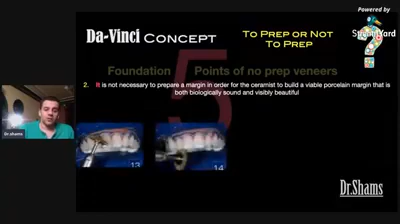 Powered by
StreamYard
Da-Vinci CONCEPT
TO PREP OR NOT
TO PREP
?
5
Foundation Points of no prep veneers
2. It is not necessary to prepare a margin in order for the ceramist to build a viable porcelain margin that is
both biologically sound and visibly beautiful
Dr.shams
13
14
Dr.Shams